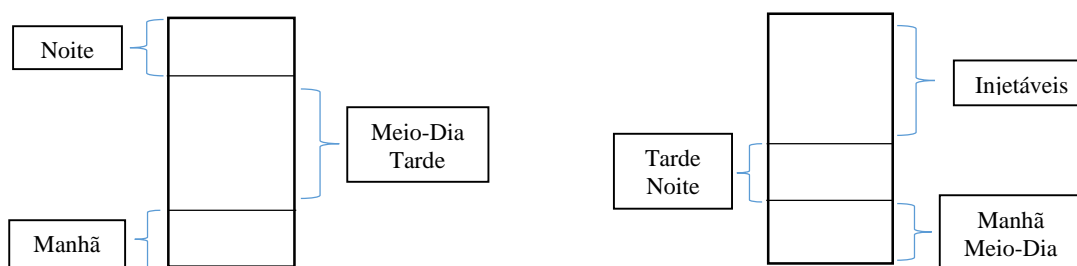 Noite
Meio-Dia
Tarde
Manhã
Injetáveis
Tarde
Noite
Manhã
Meio-Dia